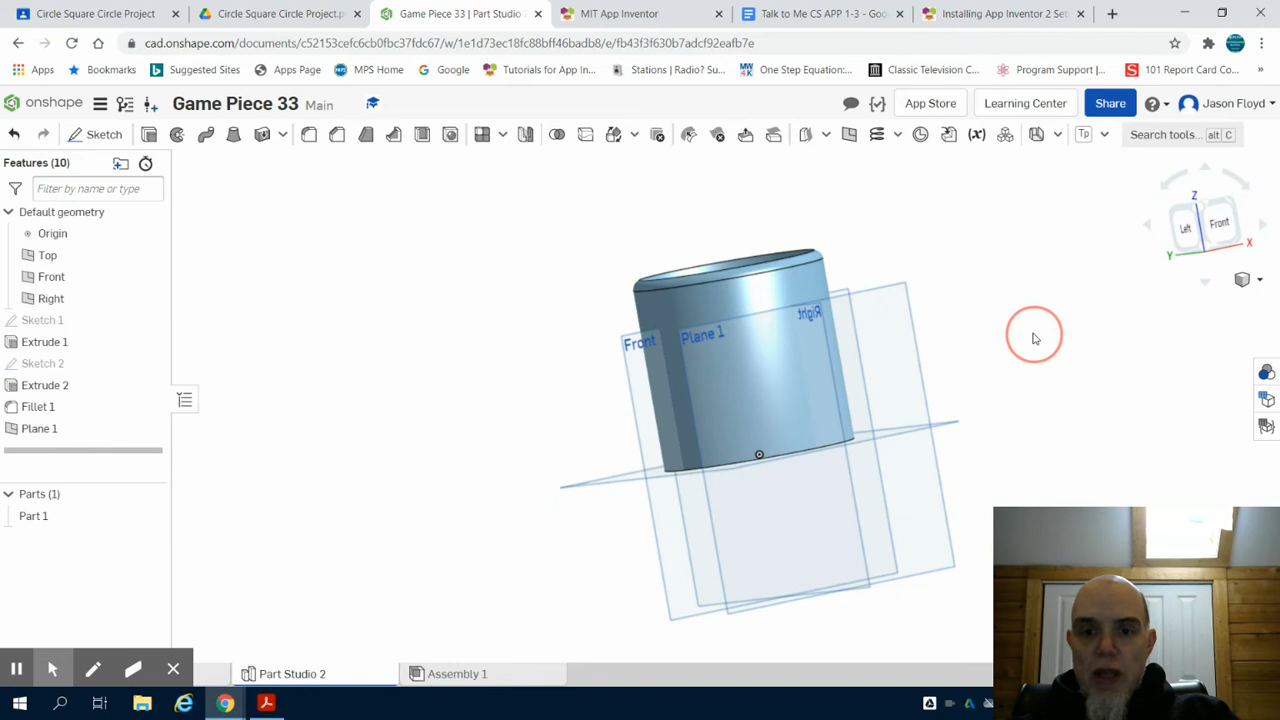 Circle Square Circle Project
Circle Square Circle Project.p
Game Piece 33 | Part Studio 2
MIT App Inventor
Talk to Me CS APP 1-3 - Goo
Installing App Inventor 2 Set
cad.onshape.com/documents/c52153cefc6cb0fbc37fdc67/w/1e1d73ec18fc88bff46badb8/e/fb43f3f630b7adcf92eafb7e
Apps
Bookmarks
Suggested Sites
Apps Page
MPS Home
Google
Tutorials for App In...
Stations | Radio? Su...
One Step Equation:...
Classic Television C...
Program Support |...
101 Report Card Co...
»
onshape
Game Piece 33 Main
App Store
Learning Center
Share
Jason Floyd
Sketch
(x)
Tp
Search tools...
alt C
Features (10)
Filter by name or type
Default geometry
Origin
Top
Front
Right
Sketch 1
Extrude 1
Sketch 2
Extrude 2
Fillet 1
Plane 1
Parts (1)
Part 1
Front
Plane 1
Right
Z
Left
Front
X
Y
Part Studio 2
Assembly 1